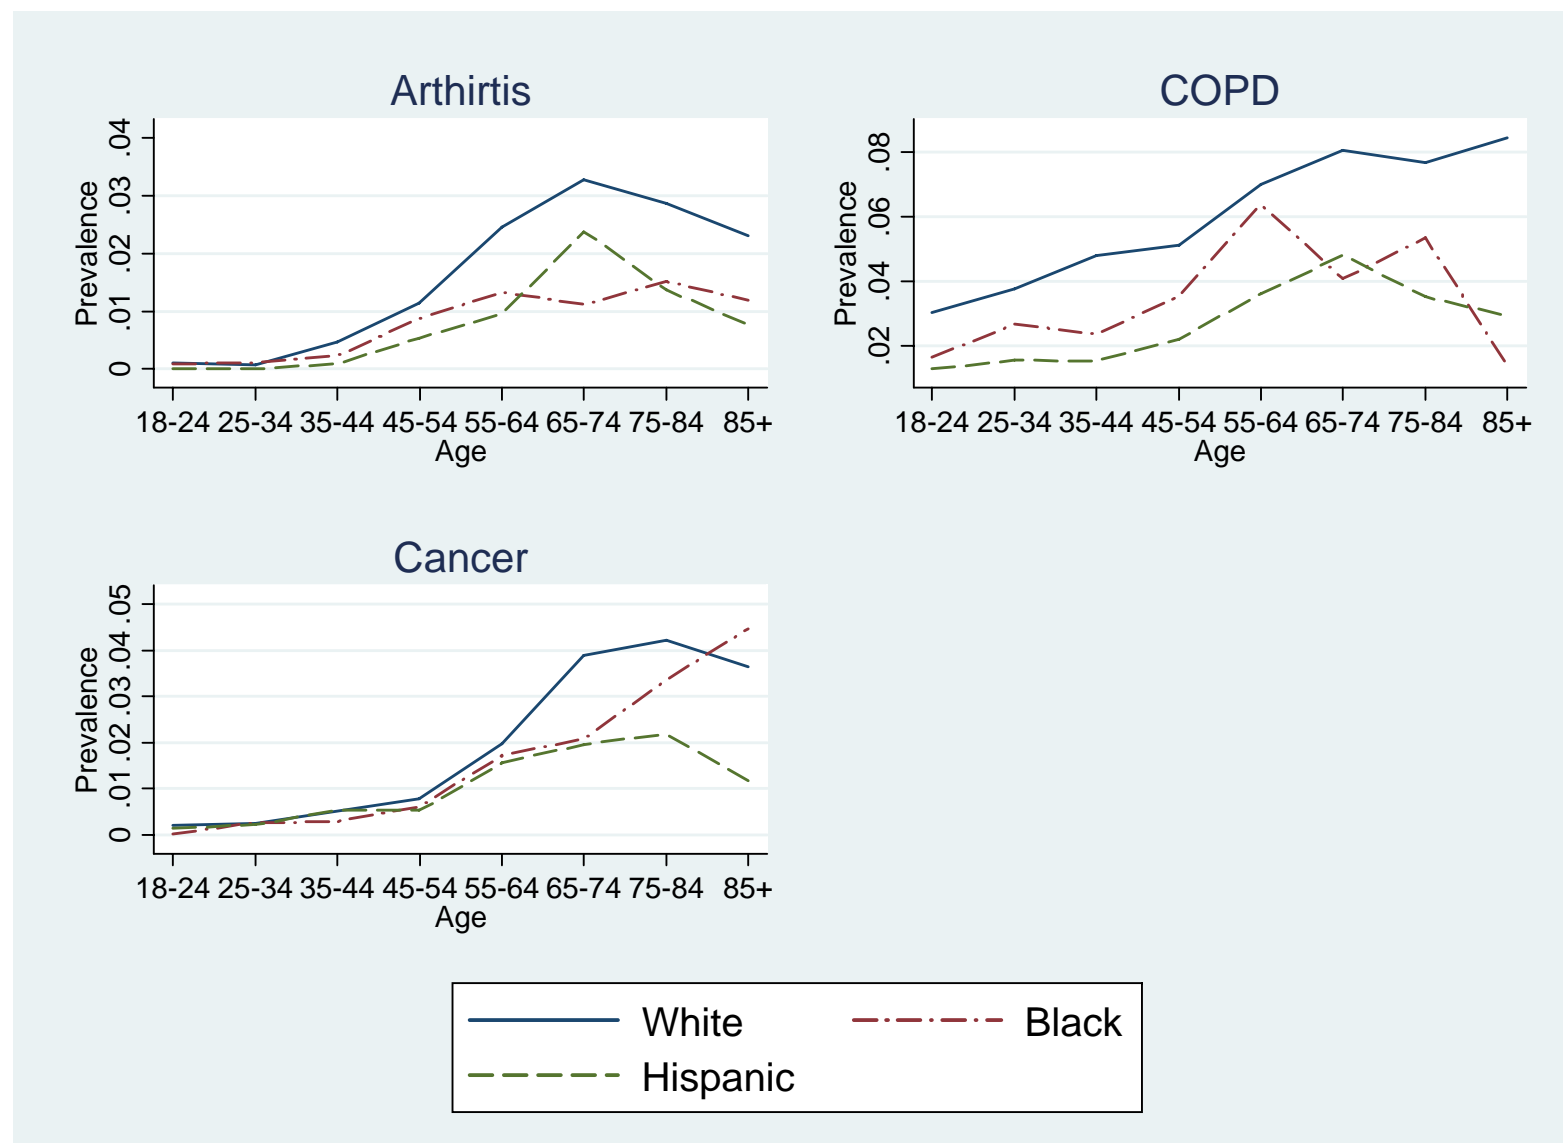 Arthirtis
Prevalence
.04
.03
.02
.01
0
18-24 25-34 35-44 45-54 55-64 65-74 75-84 85+
Age
COPD
Prevalence
.08
.06
.04
.02
18-24 25-34 35-44 45-54 55-64 65-74 75-84 85+
Age
Cancer
Prevalence
.05
.04
.03
.02
.01
0
18-24 25-34 35-44 45-54 55-64 65-74 75-84 85+
Age
White Black
Hispanic